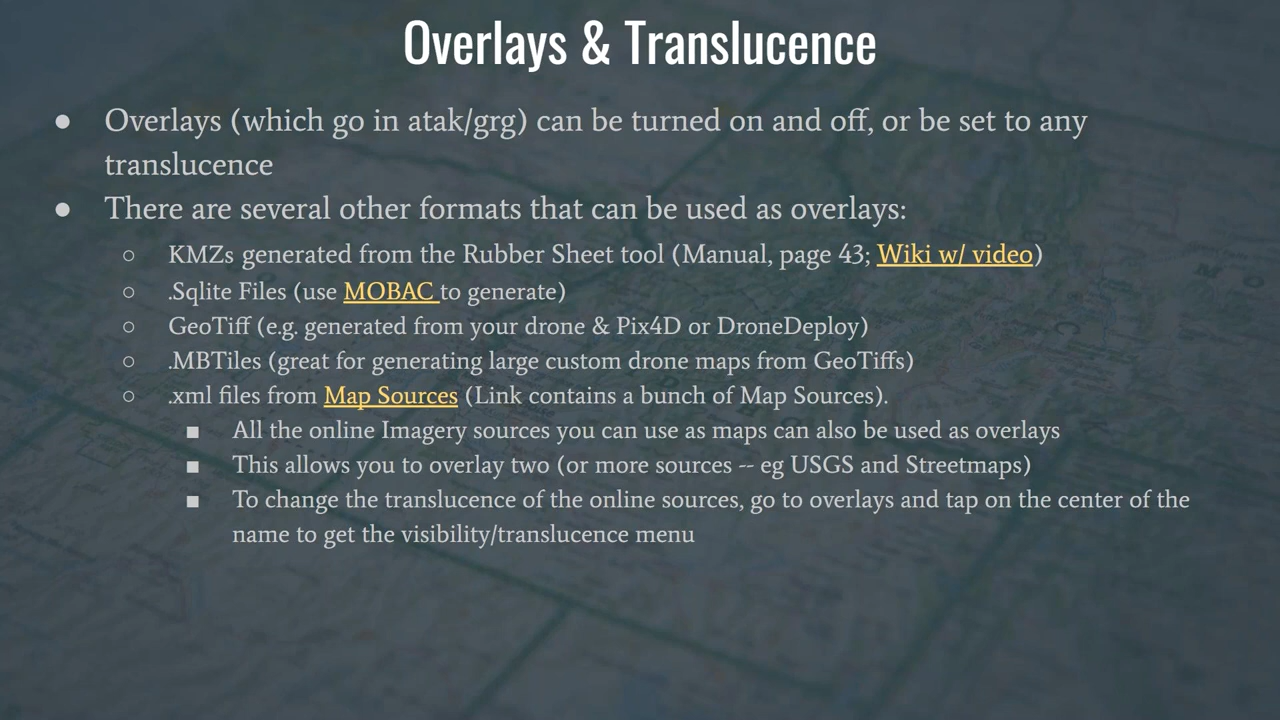 Overlays & Translucence
● Overlays (which go in atak/grg) can be turned on and off, or be set to any
translucence
● There are several other formats that can be used as overlays:
○ KMZs generated from the Rubber Sheet tool (Manual, page 43; Wiki w/ video)
○ .Sqlite Files (use MOBAC to generate)
○ GeoTiff (e.g. generated from your drone & Pix4D or DroneDeploy)
○ .MBTiles (great for generating large custom drone maps from GeoTiffs)
○ .xml files from Map Sources (Link contains a bunch of Map Sources).
■ All the online Imagery sources you can use as maps can also be used as overlays
■ This allows you to overlay two (or more sources -- eg USGS and Streetmaps)
■ To change the translucence of the online sources, go to overlays and tap on the center of the
name to get the visibility/translucence menu